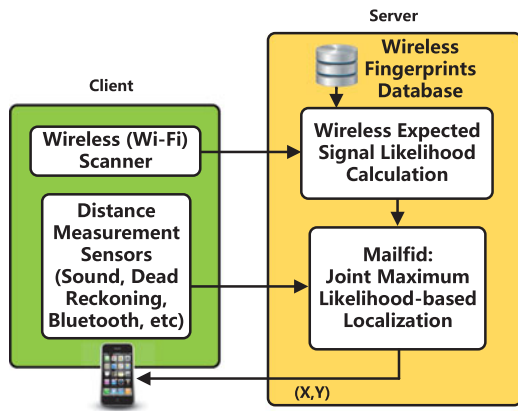 Server
Wireless
Fingerprints
Database
Client
Wireless (Wi-Fi)
Scanner
Wireless Expected
Signal Likelihood
Calculation
Distance
Measurement
Sensors
(Sound, Dead
Reckoning,
Bluetooth, etc)
Mailfid:
Joint Maximum
Likelihood-based
Localization
(X,Y)